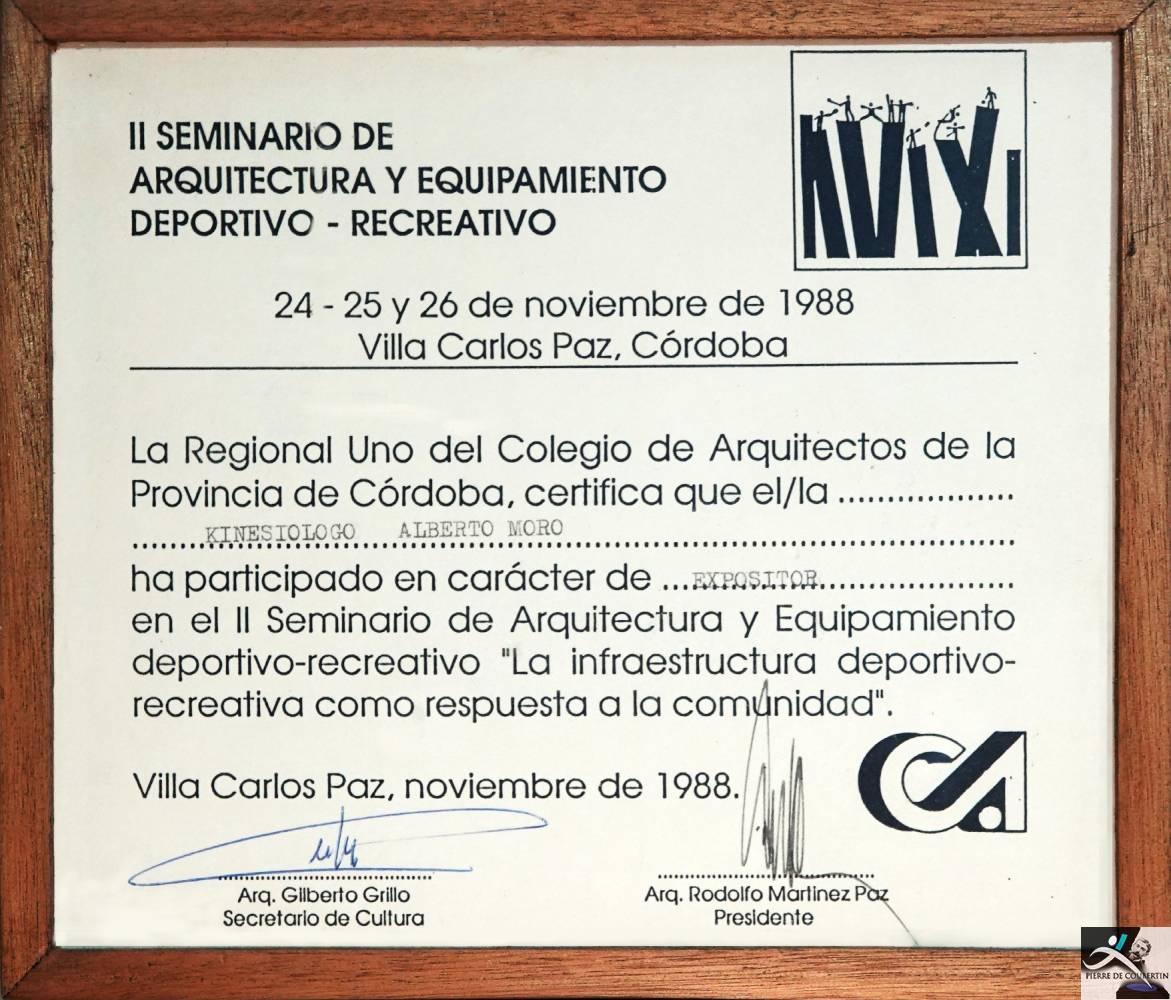 II SEMINARIO DE
ARQUITECTURA Y EQUIPAMIENTO
DEPORTIVO - RECREATIVO
24 - 25 y 26 de noviembre de 1988
Villa Carlos Paz, Córdoba
La Regional Uno del Colegio de Arquitectos de la
Provincia de Córdoba, certifica que el/la ..................
KINESIOLOGO ALBERTO MORO
ha participado en carácter de ...EXPOSITOR....................
en el II Seminario de Arquitectura y Equipamiento
deportivo-recreativo "La infraestructura deportivo-
recreativa como respuesta a la comunidad".
Villa Carlos Paz, noviembre de 1988.
CA
Arq. Gilberto Grillo
Secretario de Cultura
Arq. Rodolfo Martinez Paz
Presidente
PIERRE DE COUBERTIN